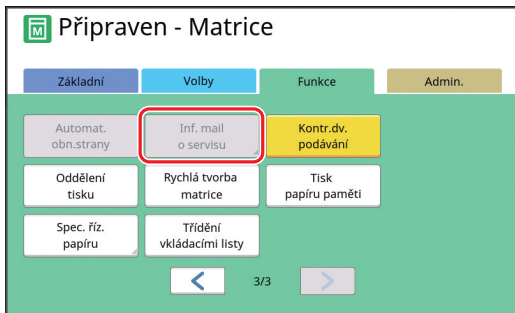 M
Připraven - Matrice
Základní
Volby
Funkce
Admin.
Automat.
obn.strany
Inf. mail
o servisu
Kontr.dv.
podávání
Oddělení
tisku
Rychlá tvorba
matrice
Tisk
papíru paměti
Spec. říz.
papíru
Třídění
vkládacími listy
3/3